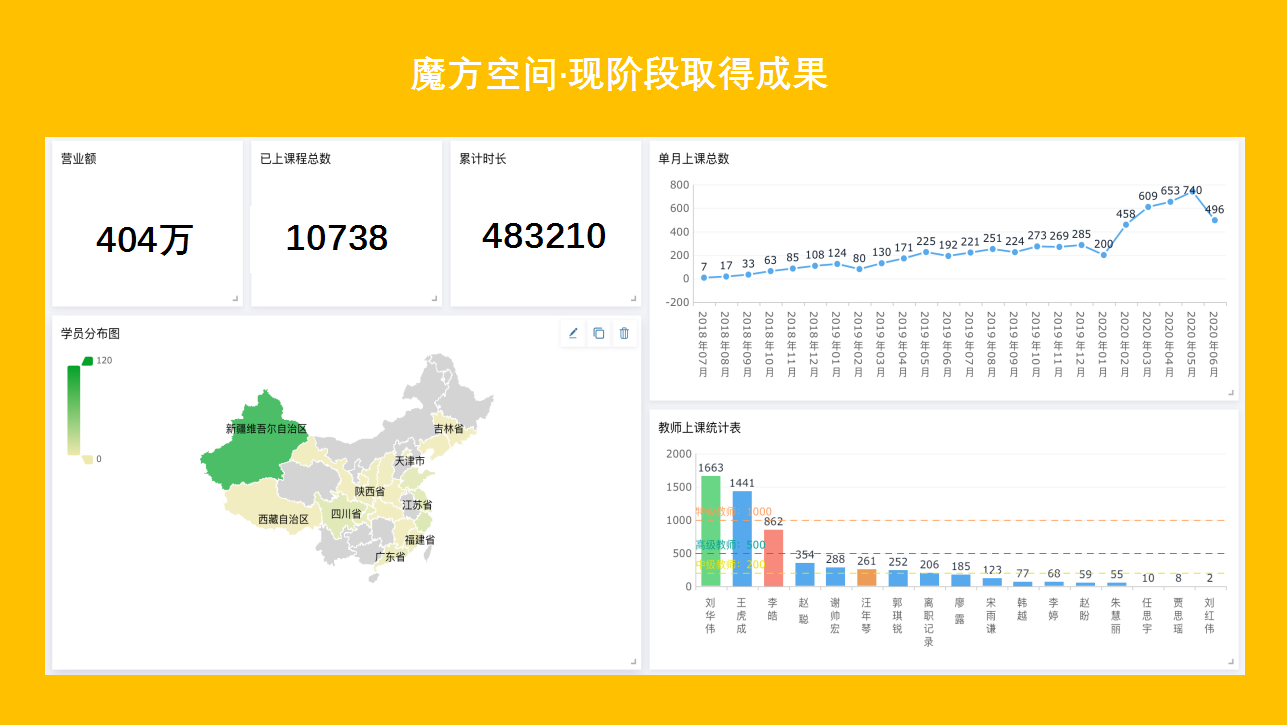 魔方空间·现阶段取得成果
营业额
404万
已上课程总数
10738
累计时长
483210
单月上课总数
800
600
400
200
0
-200
7 17 33 63 85 108 124 80 130 171 225 192 221 251 224 273 269 285 200 458 609 653 740 496
2018年07月
2018年08月
2018年09月
2018年10月
2018年11月
2018年12月
2019年01月
2019年02月
2019年03月
2019年04月
2019年05月
2019年06月
2019年07月
2019年08月
2019年09月
2019年10月
2019年11月
2019年12月
2020年01月
2020年02月
2020年03月
2020年04月
2020年05月
2020年06月
学员分布图
120
0
新疆维吾尔自治区
吉林省
天津市
陕西省
江苏省
四川省
西藏自治区
福建省
广东省
教师上课统计表
2000
1500
1000
500
0
1663 1441 862 354 288 261 252 206 185 123 77 68 59 55 10 8 2
教师：1000
高级教师：500
中级教师：200
刘华伟
王虎成
李皓
赵聪
谢帅宏
汪年琴
郭琪锐
离职记录
廖露
宋雨谦
韩越
李婷
赵盼
朱慧丽
任思宇
贾思瑶
刘红伟